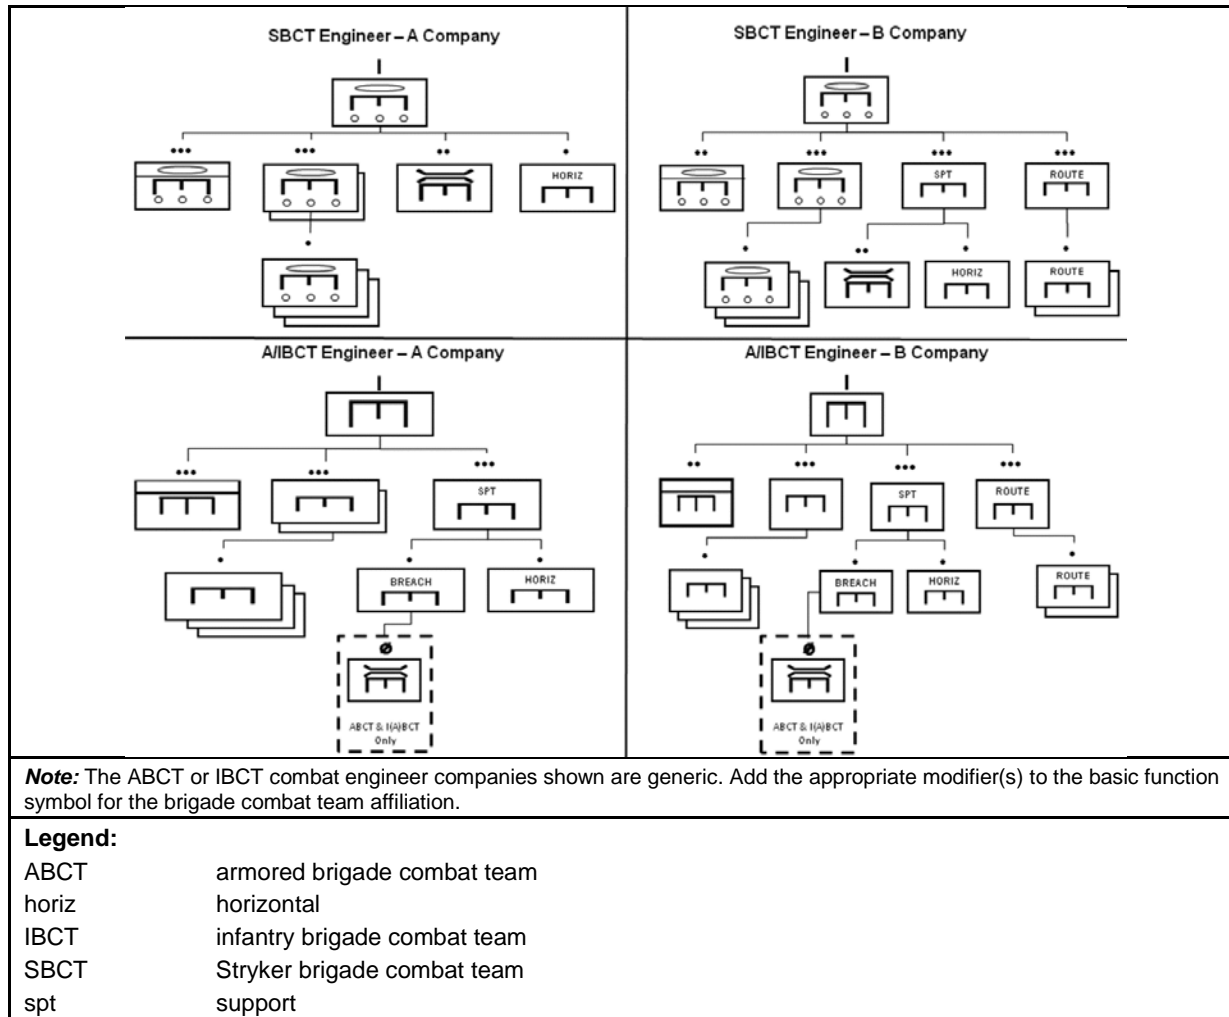 SBCT Engineer – A Company
HORIZ
SBCT Engineer – B Company
SPT
ROUTE
HORIZ
ROUTE
A/IBCT Engineer – A Company
SPT
BREACH
HORIZ
ABCT & I(A)BCT
Only
A/IBCT Engineer – B Company
SPT
ROUTE
BREACH
HORIZ
ROUTE
ABCT & I(A)BCT
Only
Note: The ABCT or IBCT combat engineer companies shown are generic. Add the appropriate modifier(s) to the basic function
symbol for the brigade combat team affiliation.
Legend:
ABCT armored brigade combat team
horiz horizontal
IBCT infantry brigade combat team
SBCT Stryker brigade combat team
spt support